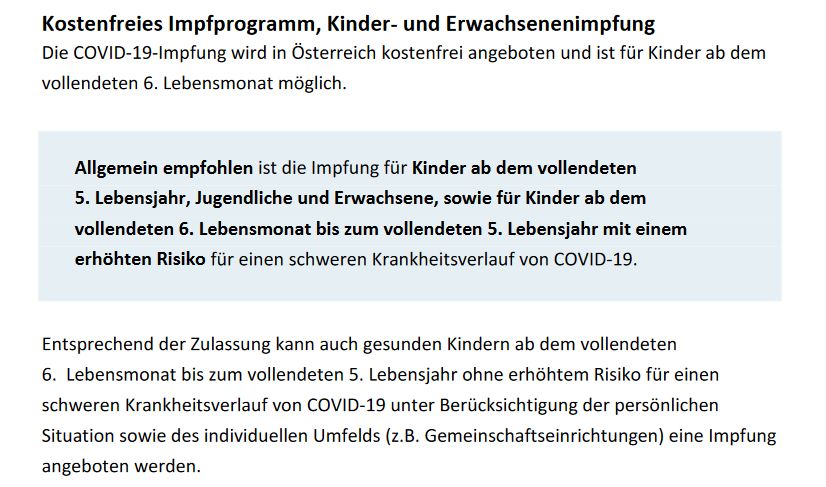 Kostenfreies Impfprogramm, Kinder- und Erwachsenenimpfung
Die COVID-19-Impfung wird in Österreich kostenfrei angeboten und ist für Kinder ab dem
vollendeten 6. Lebensmonat möglich.
Allgemein empfohlen ist die Impfung für Kinder ab dem vollendeten
5. Lebensjahr, Jugendliche und Erwachsene, sowie für Kinder ab dem
vollendeten 6. Lebensmonat bis zum vollendeten 5. Lebensjahr mit einem
erhöhten Risiko für einen schweren Krankheitsverlauf von COVID-19.
Entsprechend der Zulassung kann auch gesunden Kindern ab dem vollendeten
6. Lebensmonat bis zum vollendeten 5. Lebensjahr ohne erhöhtem Risiko für einen
schweren Krankheitsverlauf von COVID-19 unter Berücksichtigung der persönlichen
Situation sowie des individuellen Umfelds (z.B. Gemeinschaftseinrichtungen) eine Impfung
angeboten werden.